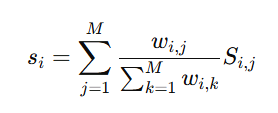 s_i = \sum_{j=1}^{M} \frac{w_{i,j}}{\sum_{k=1}^{M} w_{i,k}} S_{i,j}